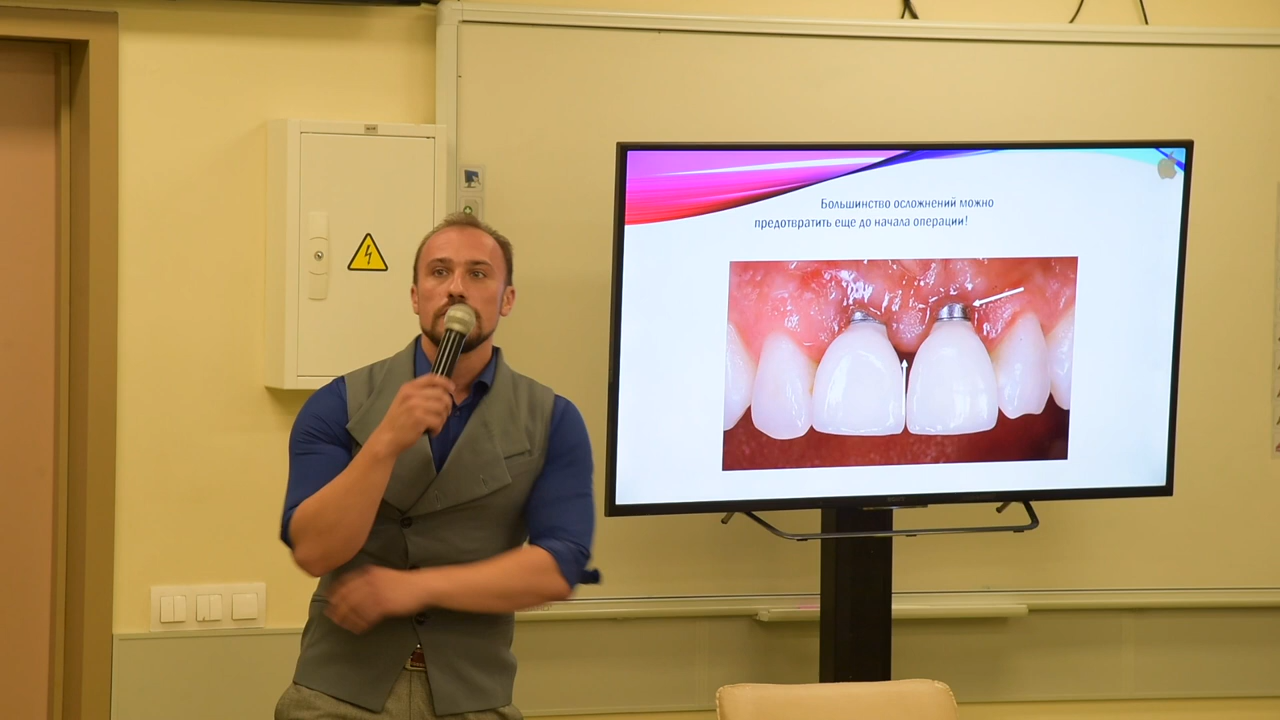 Большинство осложнений можно
предотвратить еще до начала операции!